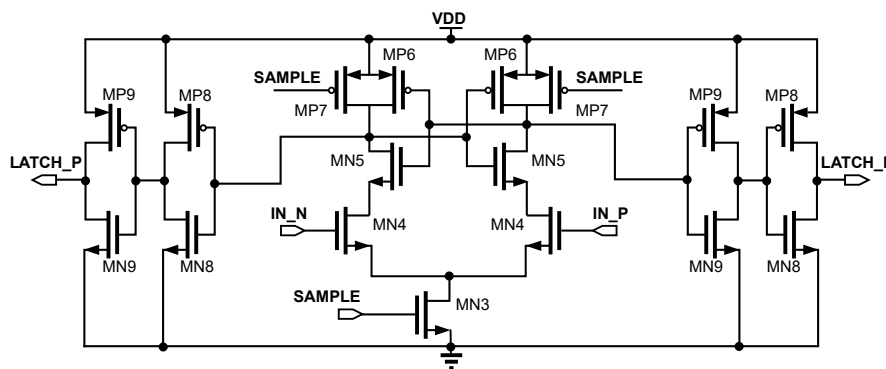 VDD
MP6 MP6
SAMPLE SAMPLE
MP9 MP8 MP9 MP8
MP7 MP7
LATCH_P MN5 MN5
IN_N IN_P
MN4 MN4
MN9 MN8 MN9 MN8
SAMPLE
MN3